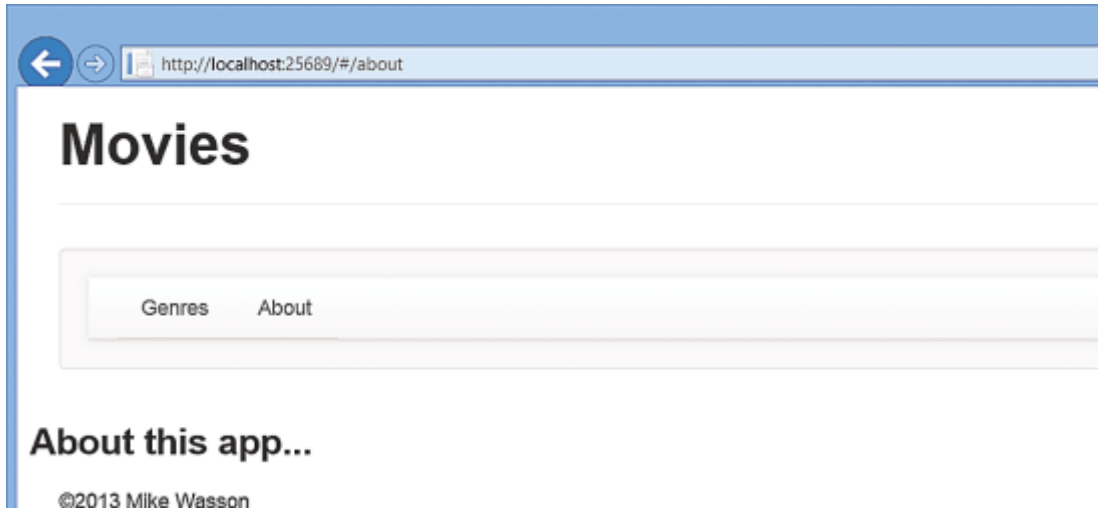 http://localhost:25689/#/about
Movies
Genres About
About this app...
©2013 Mike Wasson